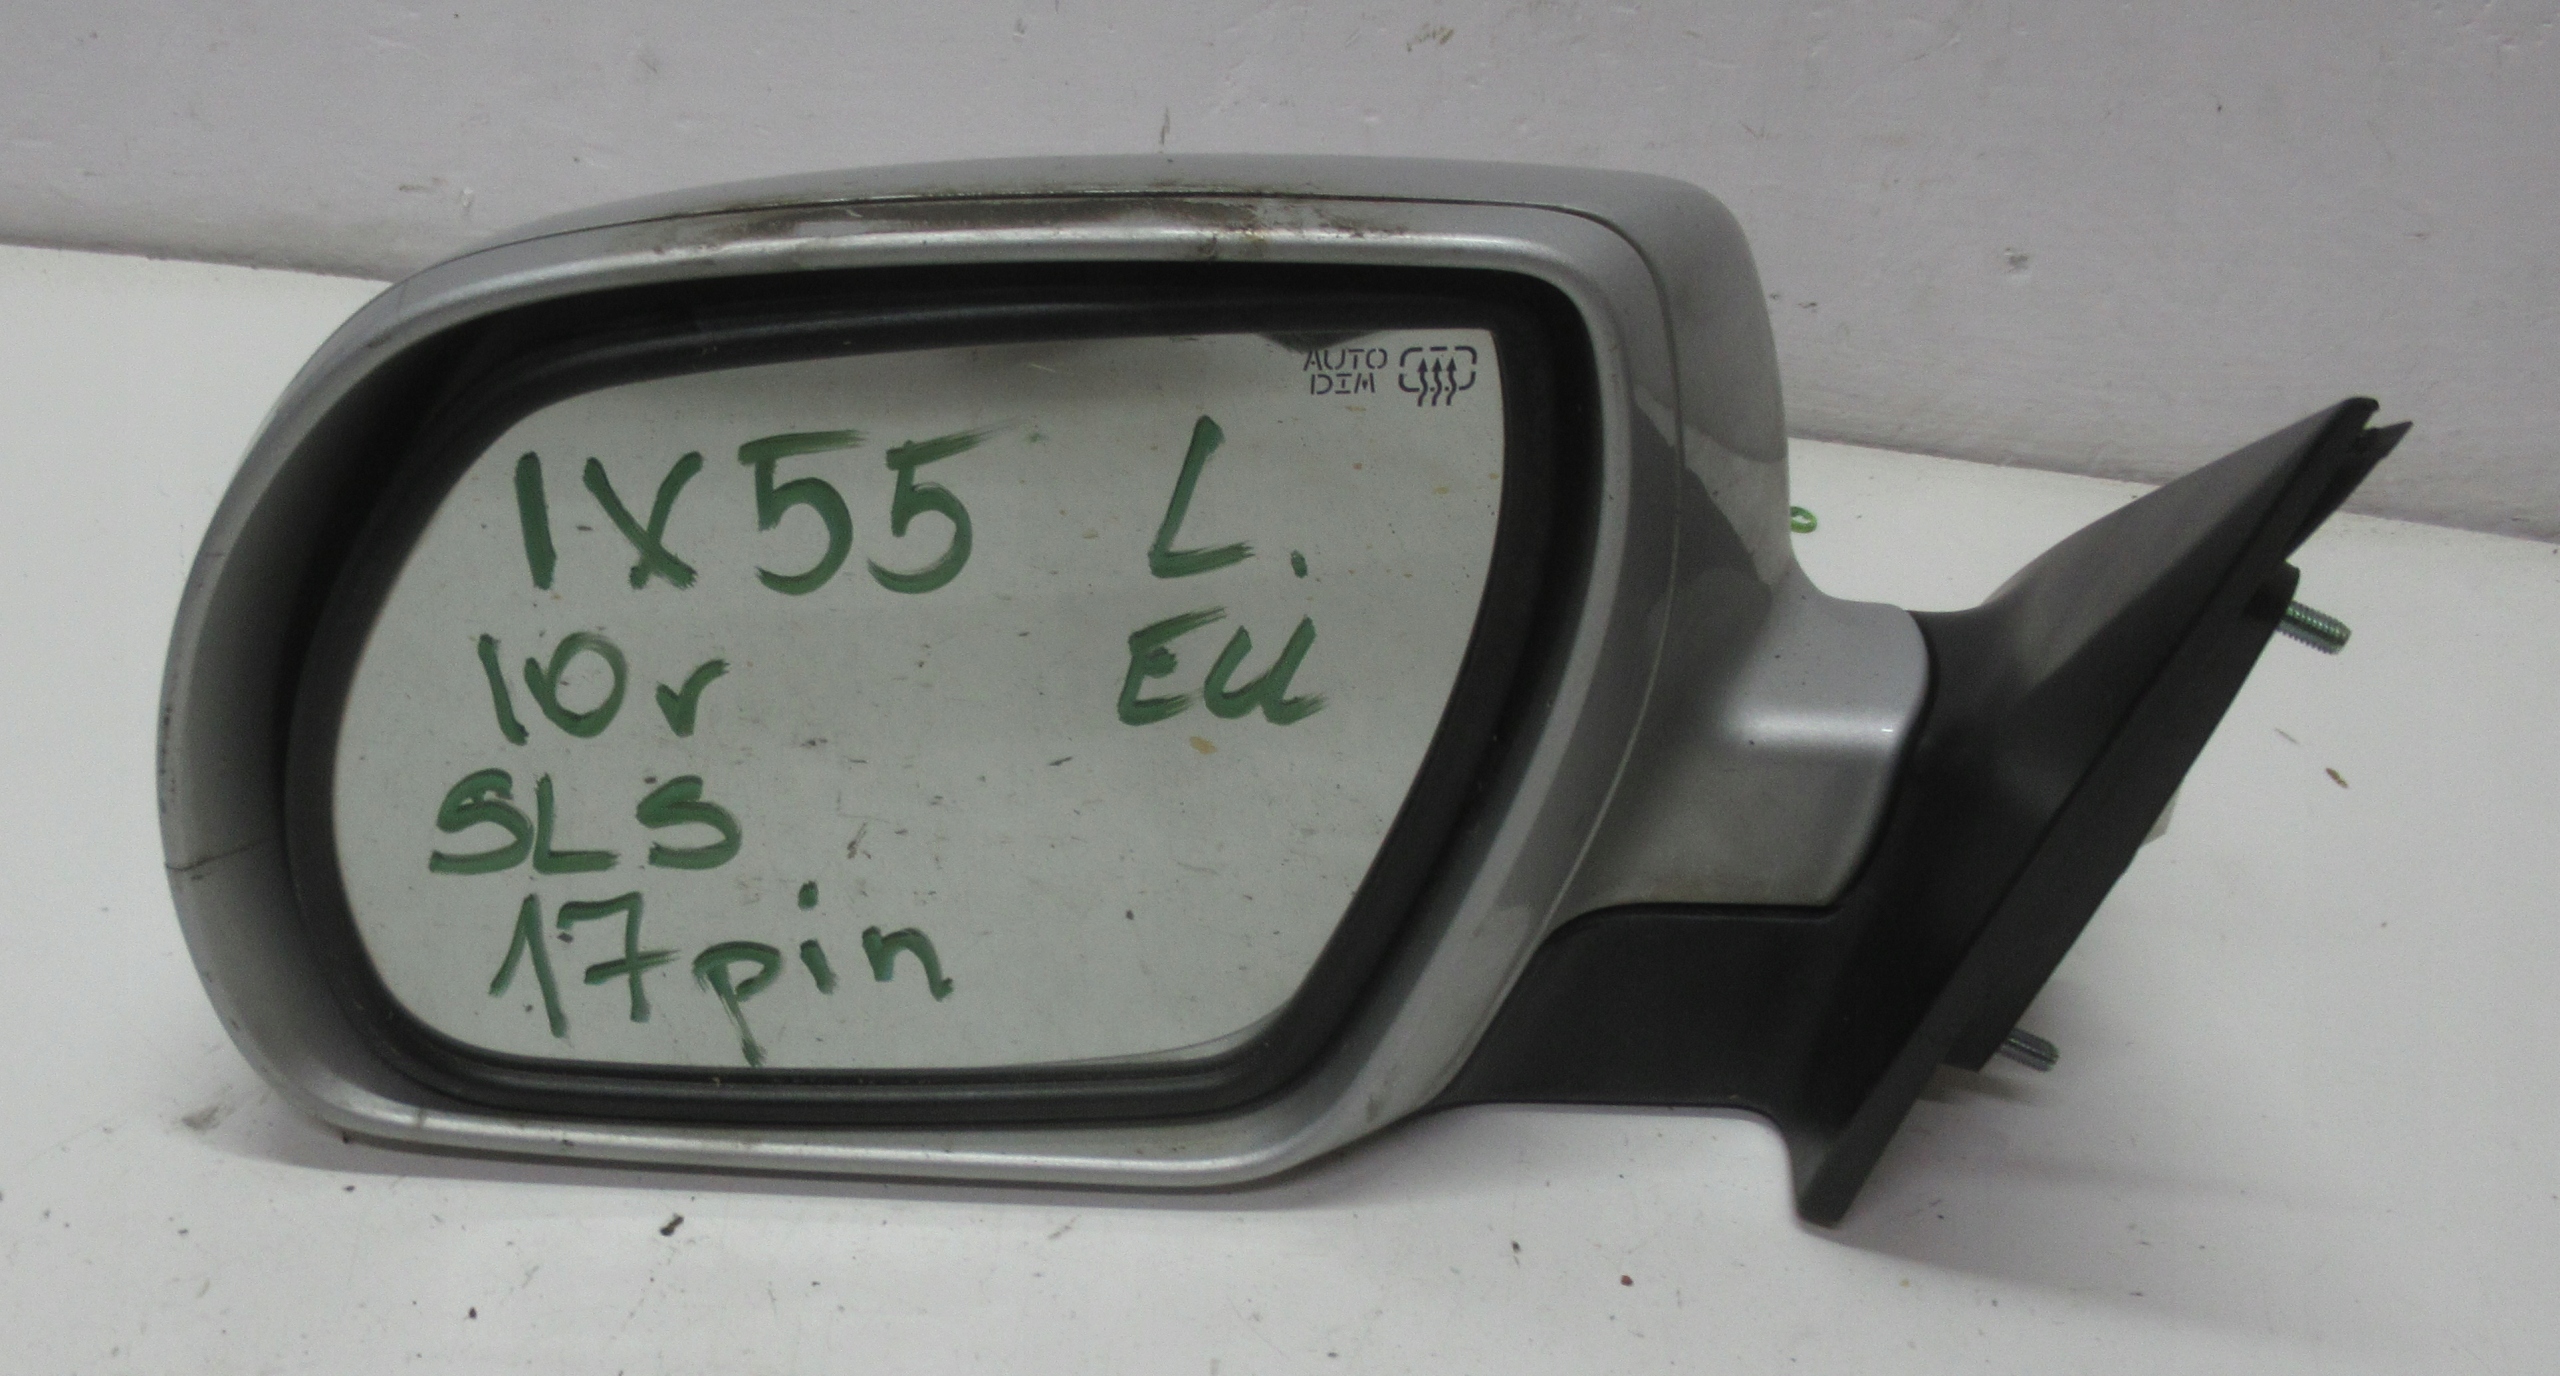 AUTO
DIM
IX55 L.
10r EU
SLS
17pin